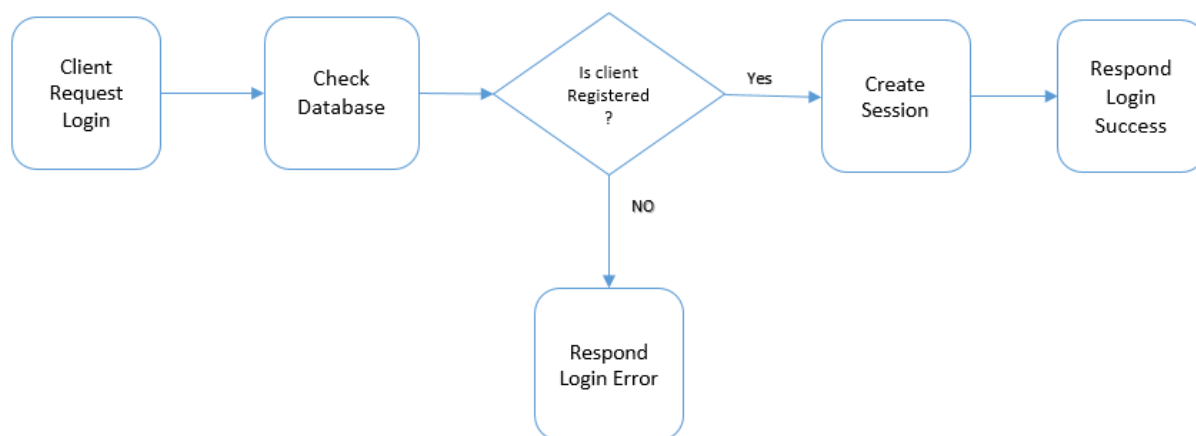 Client
Request
Login
Check
Database
Is client
Registered
?
Yes
Create
Session
Respond
Login
Success
NO
Respond
Login Error